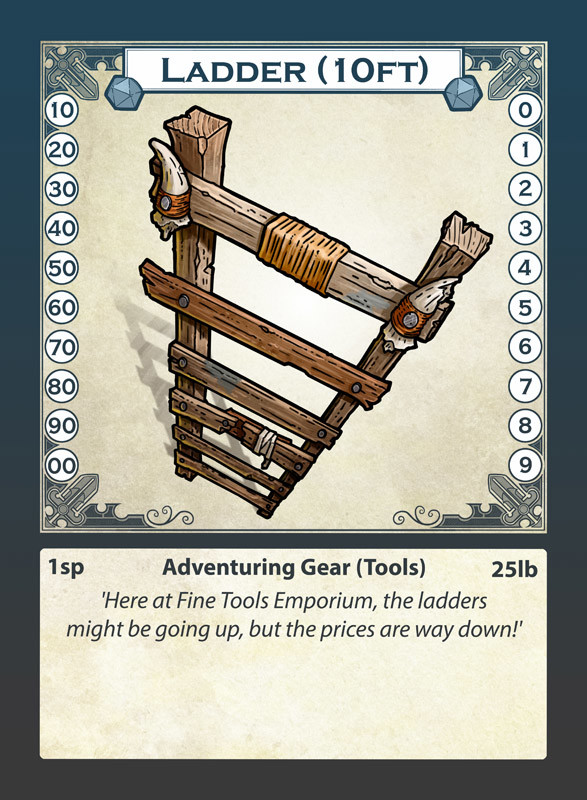 Ladder (10ft)
10 0
20 1
30 2
40 3
50 4
60 5
70 6
80 7
90 8
00 9
1sp Adventuring Gear (Tools) 25lb
'Here at Fine Tools Emporium, the ladders
might be going up, but the prices are way down!'